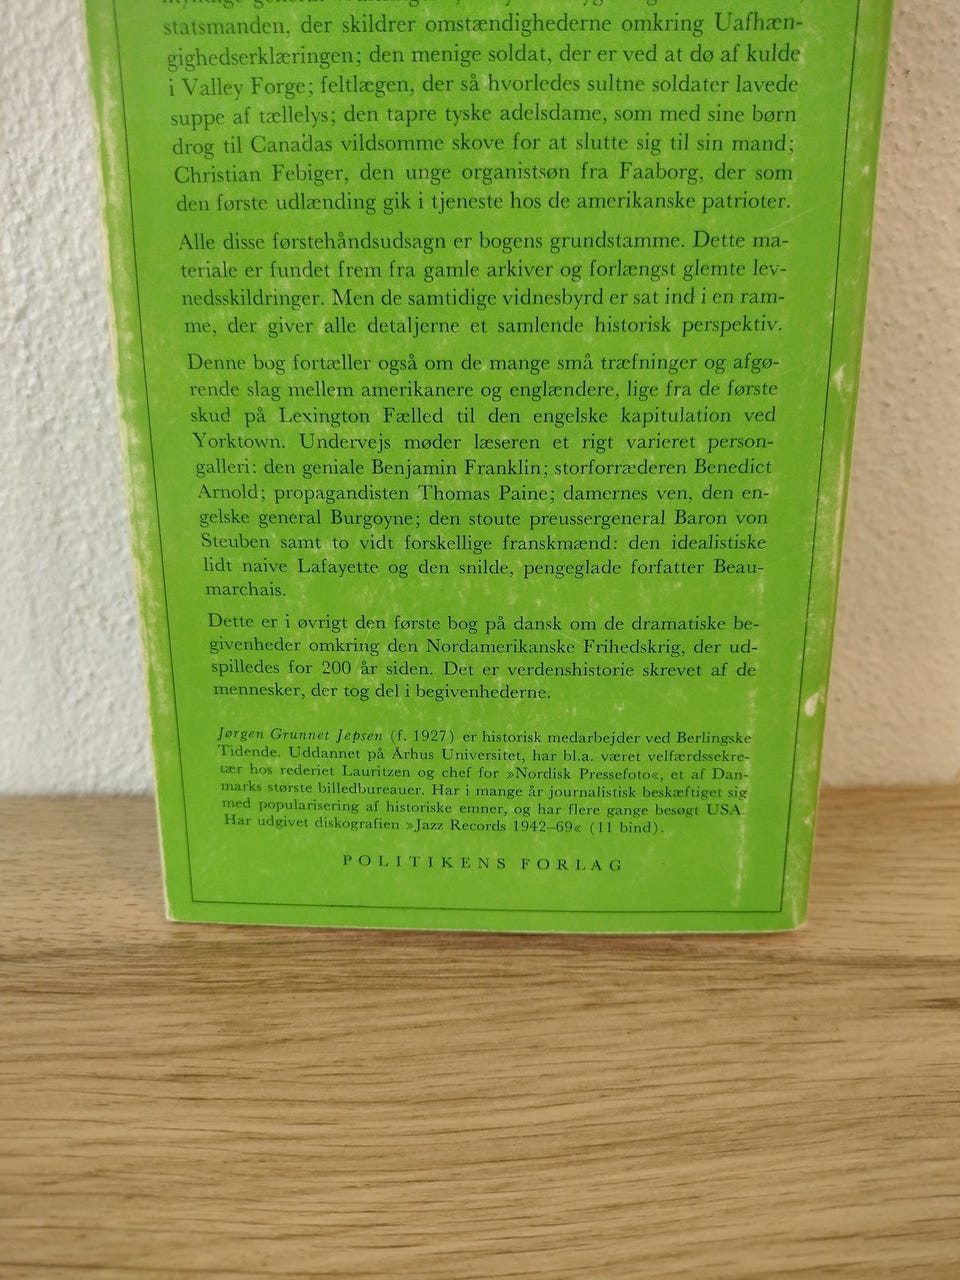 statsmanden, der skildrer omstændighederne omkring Uafhæn-
gighedserklæringen; den menige soldat, der er ved at dø af kulde
i Valley Forge; feltlægen, der så hvorledes sultne soldater lavede
suppe af tællelys; den tapre tyske adelsdame, som med sine børn
drog til Canadas vildsomme skove for at slutte sig til sin mand;
Christian Febiger, den unge organistsøn fra Faaborg, der som
den første udlænding gik i tjeneste hos de amerikanske patrioter.
Alle disse førstehåndsudsagn er bogens grundstamme. Dette ma-
teriale er fundet frem fra gamle arkiver og forlængst glemte lev-
nedsskildringer. Men de samtidige vidnesbyrd er sat ind i en ram-
me, der giver alle detaljerne et samlende historisk perspektiv.
Denne bog fortæller også om de mange små træfninger og afgø-
rende slag mellem amerikanere og englændere, lige fra de første
skud på Lexington Fælled til den engelske kapitulation ved
Yorktown. Undervejs møder læseren et rigt varieret person-
galleri: den geniale Benjamin Franklin; storforræderen Benedict
Arnold; propagandisten Thomas Paine; damernes ven, den en-
gelske general Burgoyne; den stoute preussergeneral Baron von
Steuben samt to vidt forskellige franskmænd: den idealistiske
lidt naive Lafayette og den snilde, pengeglade forfatter Beau-
marchais.
Dette er i øvrigt den første bog på dansk om de dramatiske be-
givenheder omkring den Nordamerikanske Frihedskrig, der ud-
spilledes for 200 år siden. Det er verdenshistorie skrevet af de
mennesker, der tog del i begivenhederne.
Jørgen Grunnet Jepsen (f. 1927) er historisk medarbejder ved Berlingske
Tidende. Uddannet på Århus Universitet, har bl.a. været velfærdssekre-
tær hos rederiet Lauritzen og chef for »Nordisk Pressefoto«, et af Dan-
marks største billedbureauer. Har i mange år journalistisk beskæftiget sig
med popularisering af historiske emner, og har flere gange besøgt USA.
Har udgivet diskografien »Jazz Records 1942–69« (11 bind).
POLITIKENS FORLAG